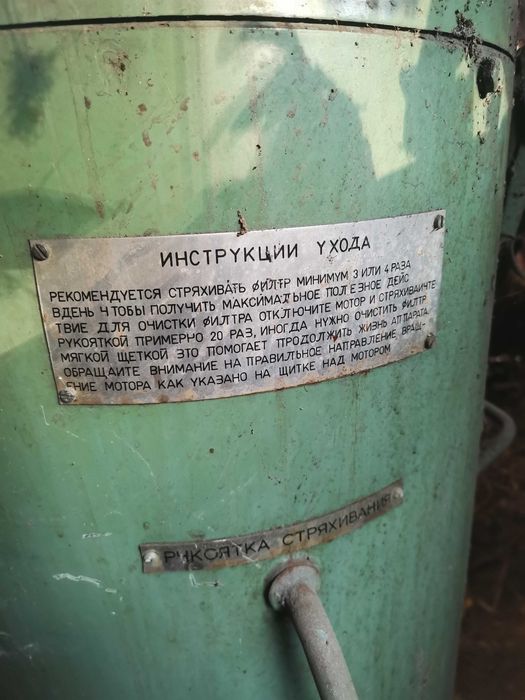 ИНСТРУКЦИИ УХОДА
РЕКОМЕНДУЕТСЯ СТРЯХИВАТЬ ФИЛТР МИНИМУМ 3 ИЛИ 4 РАЗА
ВДЕНЬ ЧТОБЫ ПОЛУЧИТЬ МАКСИМАЛЬНОЕ ПОЛЕЗНОЕ ДЕЙС
ТВИЕ ДЛЯ ОЧИСТКИ ФИЛТРА ОТКЛЮЧИТЕ МОТОР И СТРЯХИВАИТЕ
РУКОЯТКОЙ ПРИМЕРНО 20 РАЗ, ИНОГДА НУЖНО ОЧИСТИТЬ ФИЛТР
МЯГКОЙ ЩЕТКОЙ ЭТО ПОМОГАЕТ ПРОДОЛЖИТЬ ЖИЗНЬ АППАРАТА.
ОБРАЩАИТЕ ВНИМАНИЕ НА ПРАВИЛЬНОЕ НАПРАВЛЕНИЕ ВРАЩ-
ЕНИЕ МОТОРА КАК УКАЗАНО НА ЩИТКЕ НАД МОТОРОМ
РУКОЯТКА СТРЯХИВАНИЯ